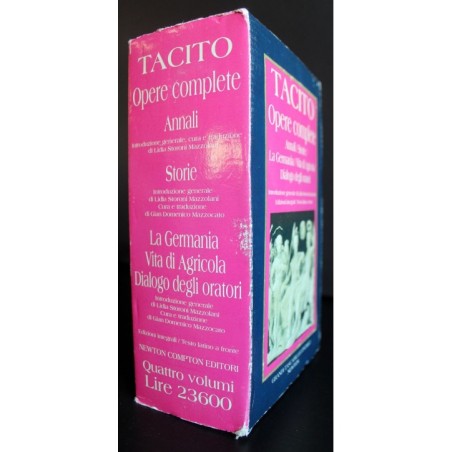 TACITO
Opere complete
Annali
Introduzione generale, cura e traduzione
di Lidia Storoni Mazzolani
Storie
Introduzione generale
di Lidia Storoni Mazzolani
Cura e traduzione
di Gian Domenico Mazzocato
La Germania
Vita di Agricola
Dialogo degli oratori
Introduzione generale
di Lidia Storoni Mazzolani
Cura e traduzione
di Gian Domenico Mazzocato
Edizioni integrali / Testo latino a fronte
NEWTON COMPTON EDITORI
Quattro volumi
Lire 23600
TACITO
Opere complete
Annali / Storie
La Germania / Vita di Agricola
Dialogo degli oratori